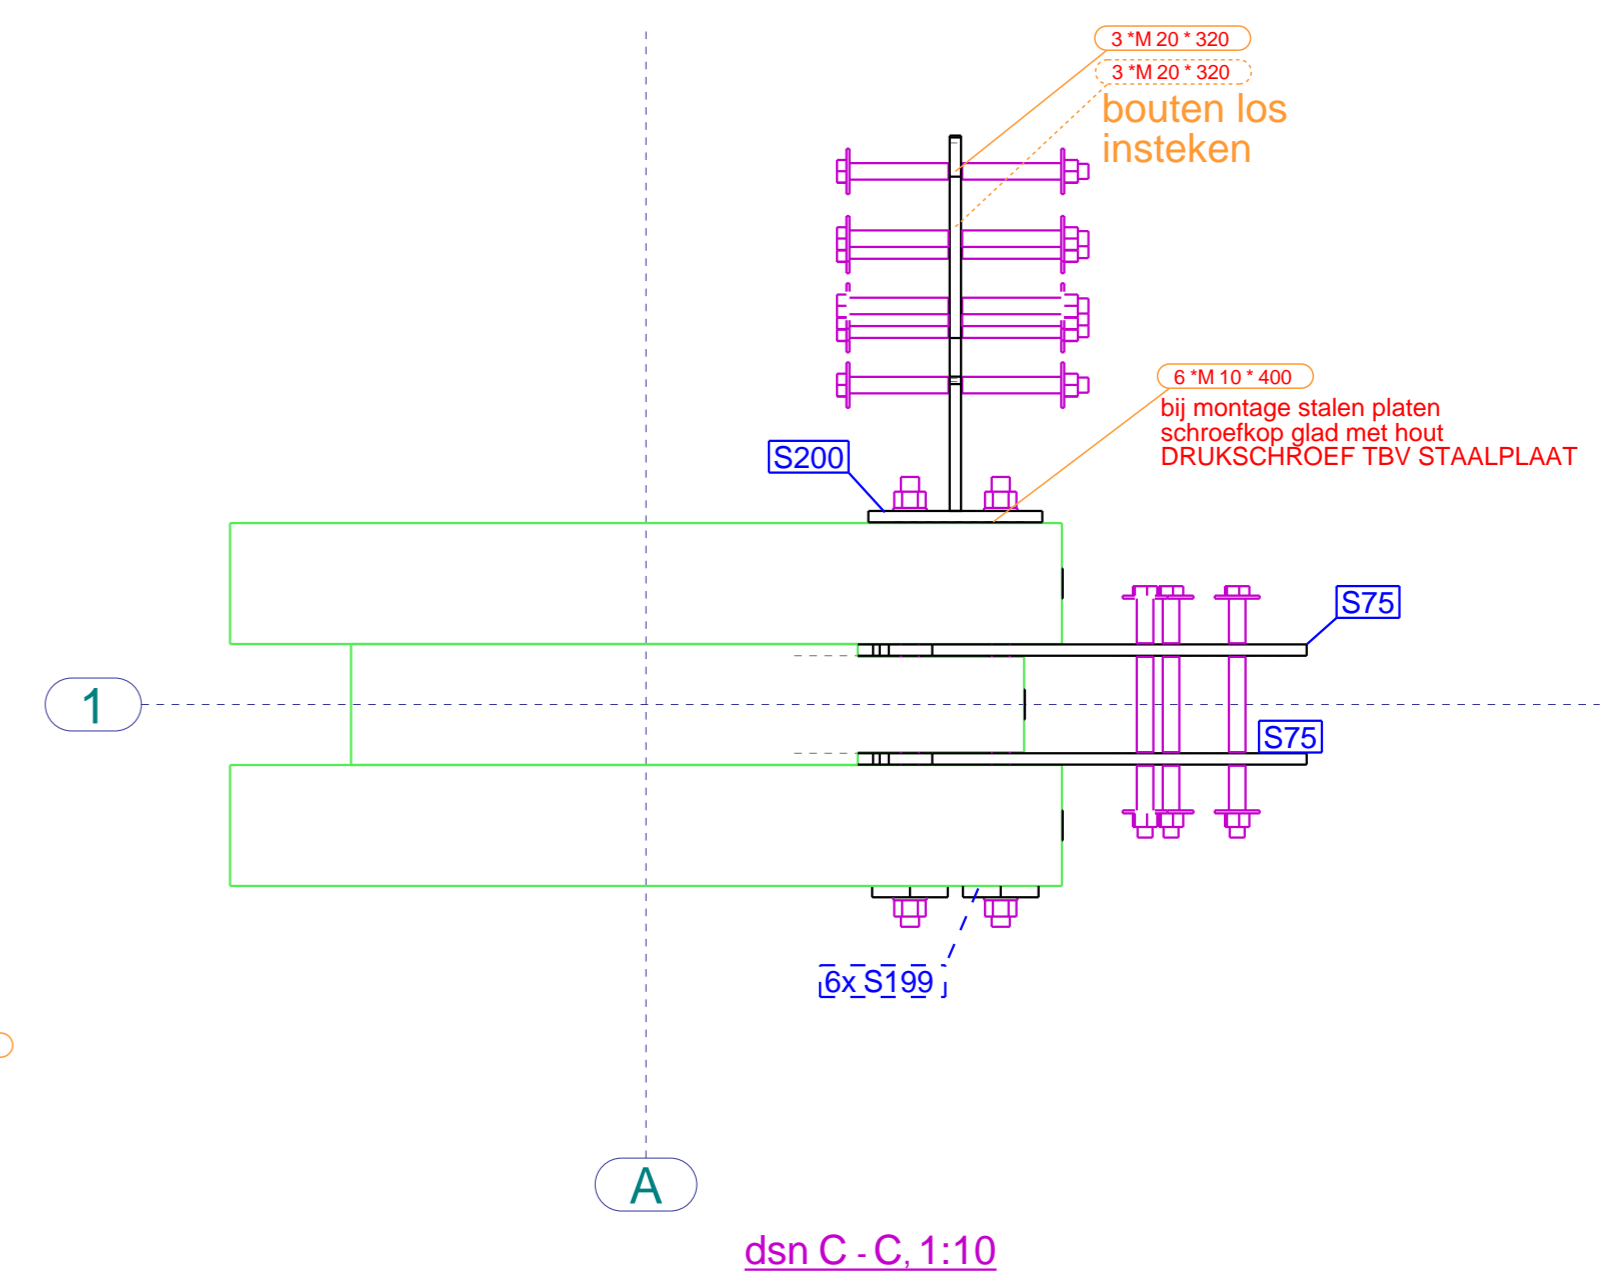 3 *M 20 * 320
3 *M 20 * 320
bouten los
insteken
6 *M 10 * 400
bij montage stalen platen
schroefkop glad met hout
DRUKSCHROEF TBV STAALPLAAT
S200
S75
1
S75
6x S199
A
dsn C - C, 1:10